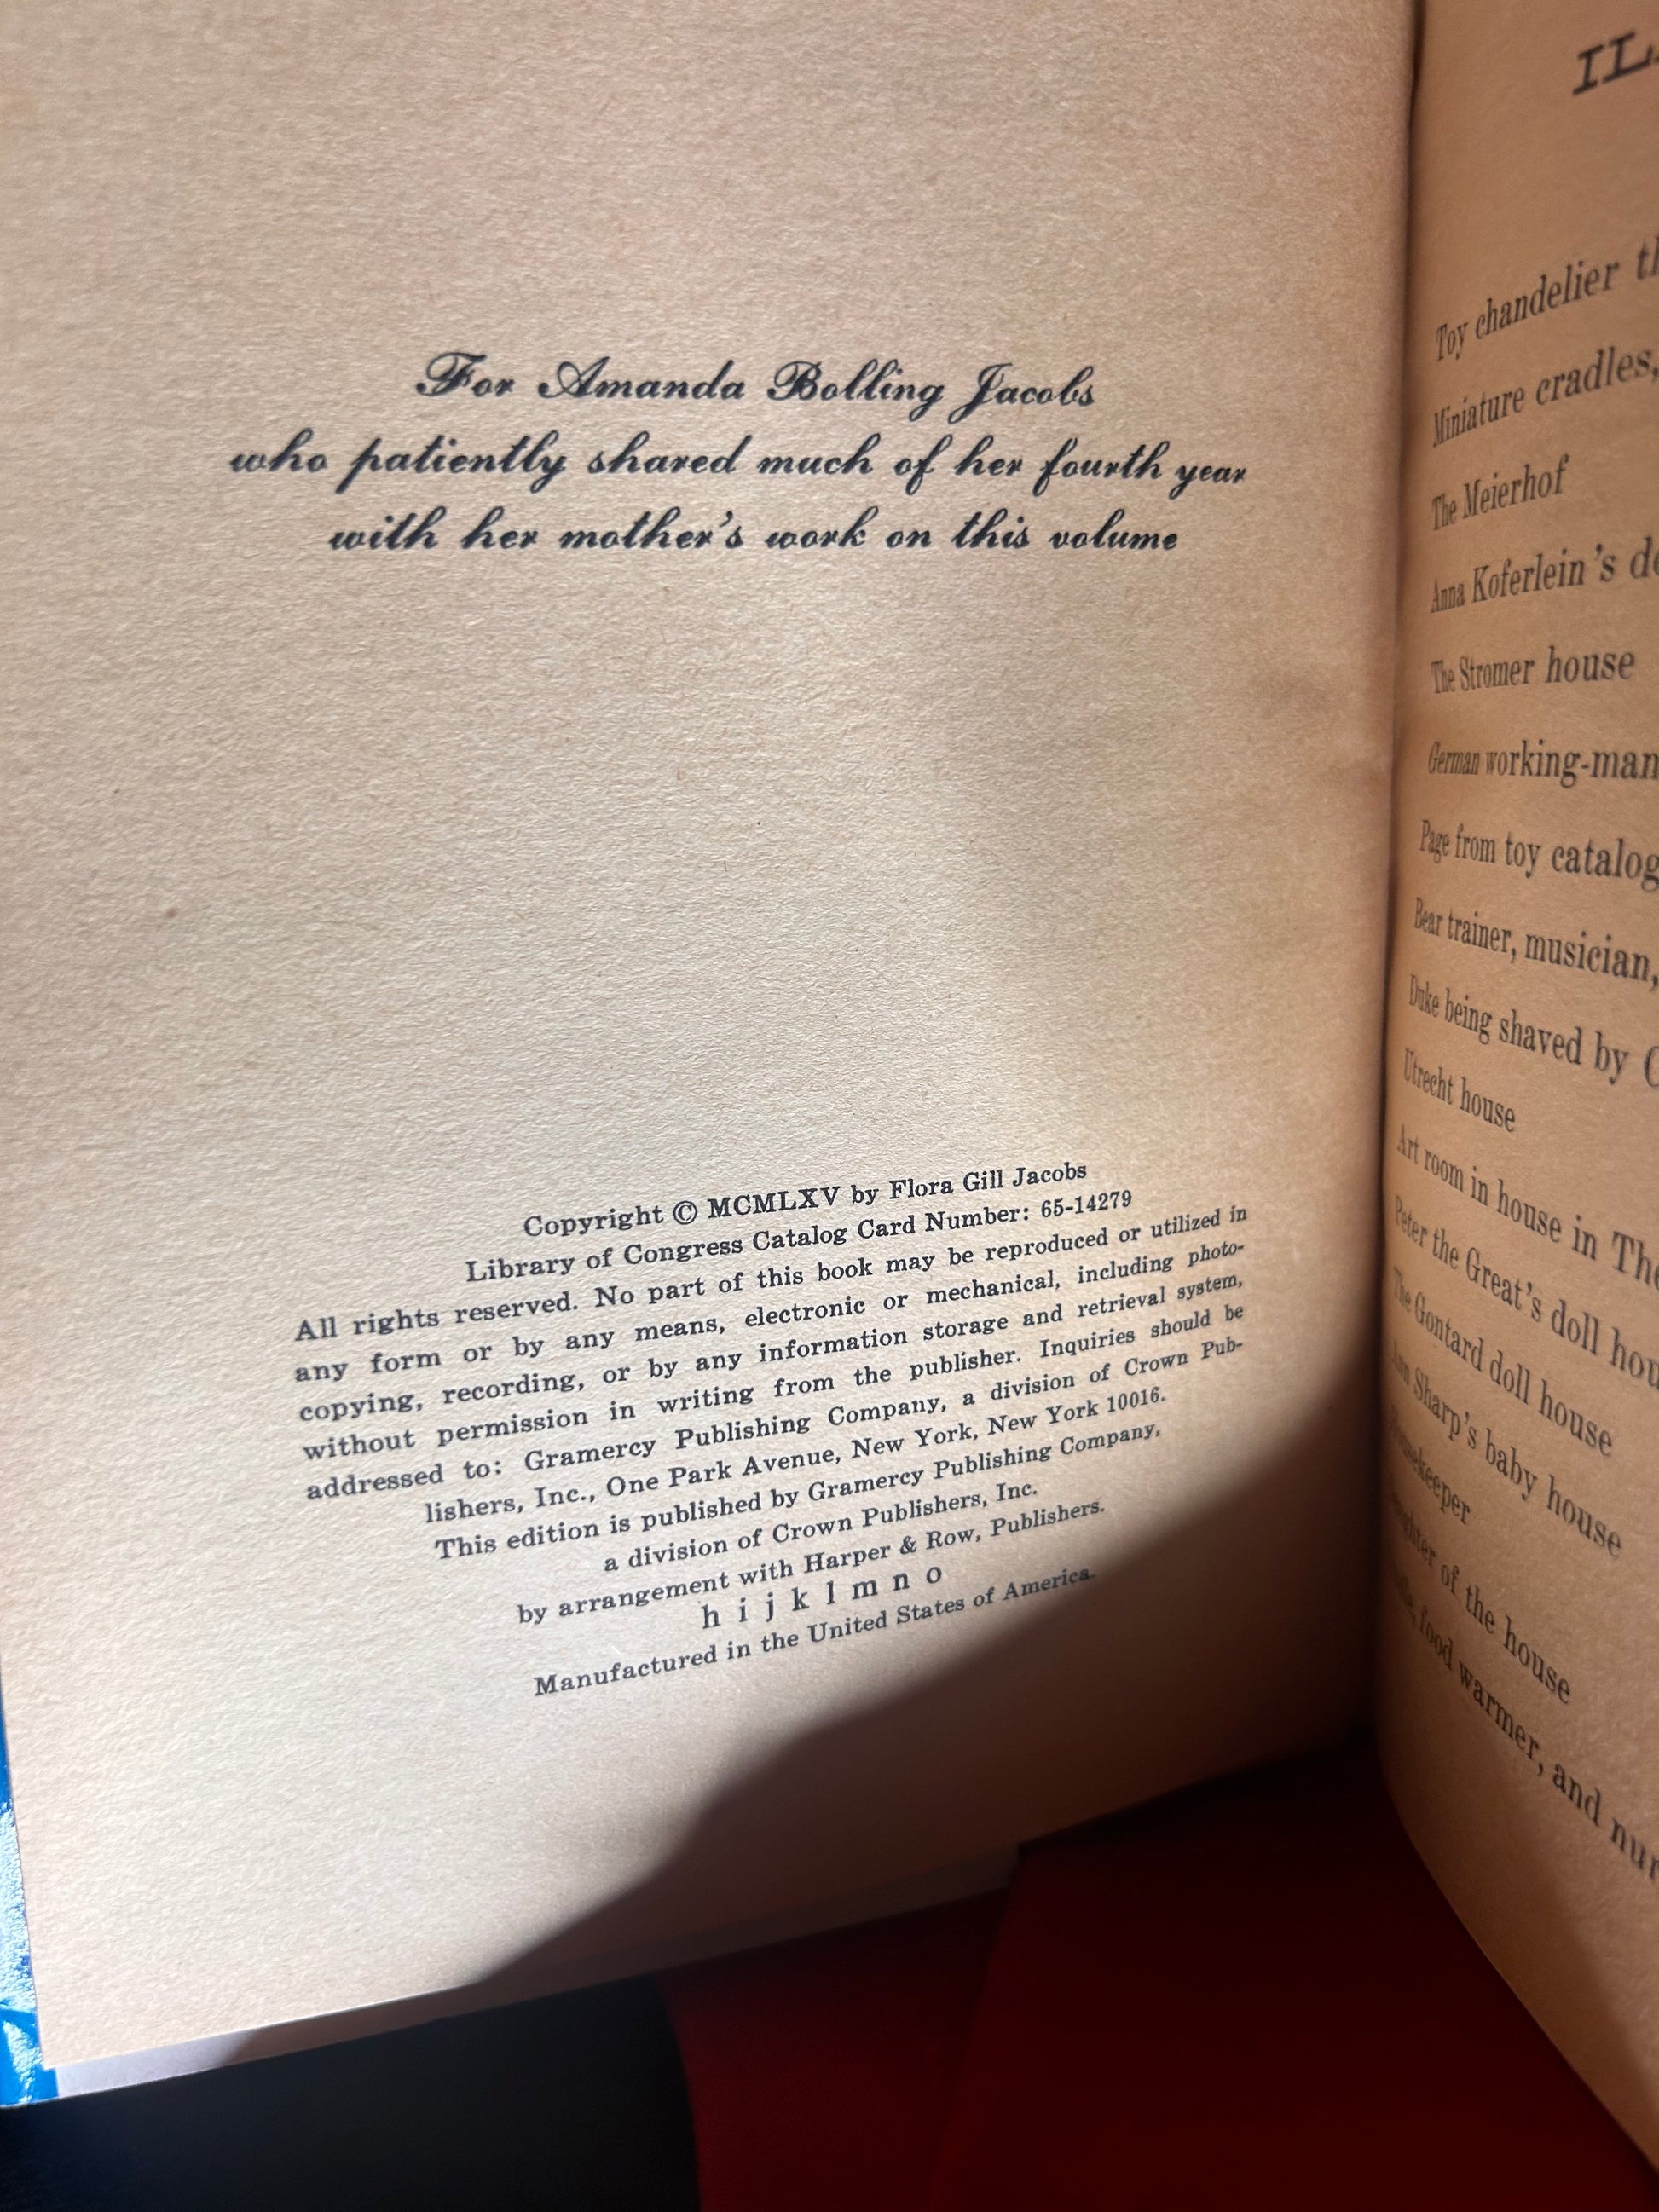 For Amanda Bolling Jacobs
who patiently shared much of her fourth year
with her mother's work on this volume
Copyright © MCMLXV by Flora Gill Jacobs
Library of Congress Catalog Card Number: 65-14279
All rights reserved. No part of this book may be reproduced or utilized in
any form or by any means, electronic or mechanical, including photo-
copying, recording, or by any information storage and retrieval system,
without permission in writing from the publisher. Inquiries should be
addressed to: Gramercy Publishing Company, a division of Crown Pub-
lishers, Inc., One Park Avenue, New York, New York 10016.
This edition is published by Gramercy Publishing Company,
a division of Crown Publishers, Inc.
by arrangement with Harper & Row, Publishers.
h i j k l m n o
Manufactured in the United States of America.
Toy chandelier
Miniature cradles,
The Meierhof
Anna Koferlein's
The Stromer house
German working-man
Page from toy catalog
Bear trainer, musician,
Duke being shaved by
Utrecht house
Art room in house in
Peter the Great's doll
The Gontard doll house
Ann Sharp's baby house
of the house
food warmer, and